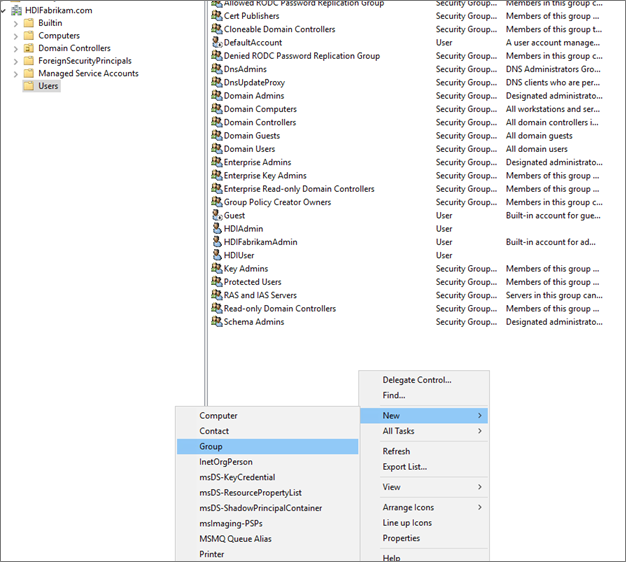 HDIFabrikam.com
Builtin
Computers
Domain Controllers
ForeignSecurityPrincipals
Managed Service Accounts
Users
Allowed RODC Password Replication Group Security Group... Members in this group c...
Cert Publishers Security Group... Members of this group ...
Cloneable Domain Controllers Security Group... Members of this group t...
DefaultAccount User A user account manage...
Denied RODC Password Replication Group Security Group... Members in this group c...
DnsAdmins Security Group... DNS Administrators Gro...
DnsUpdateProxy Security Group... DNS clients who are per...
Domain Admins Security Group... Designated administrato...
Domain Computers Security Group... All workstations and ser...
Domain Controllers Security Group... All domain controllers i...
Domain Guests Security Group... All domain guests
Domain Users Security Group... All domain users
Enterprise Admins Security Group... Designated administrato...
Enterprise Key Admins Security Group... Members of this group ...
Enterprise Read-only Domain Controllers Security Group... Members of this group ...
Group Policy Creator Owners Security Group... Members in this group c...
Guest User Built-in account for gue...
HDIAdmin User
HDIFabrikamAdmin User Built-in account for ad...
HDIUser User
Key Admins Security Group... Members of this group ...
Protected Users Security Group... Members of this group ...
RAS and IAS Servers Security Group... Servers in this group can...
Read-only Domain Controllers Security Group... Members of this group ...
Schema Admins Security Group... Designated administrato...
Delegate Control...
Find...
New
All Tasks
Refresh
Export List...
View
Arrange Icons
Line up Icons
Properties
Help
Computer
Contact
Group
InetOrgPerson
msDS-KeyCredential
msDS-ResourcePropertyList
msDS-ShadowPrincipalContainer
msImaging-PSPs
MSMQ Queue Alias
Printer